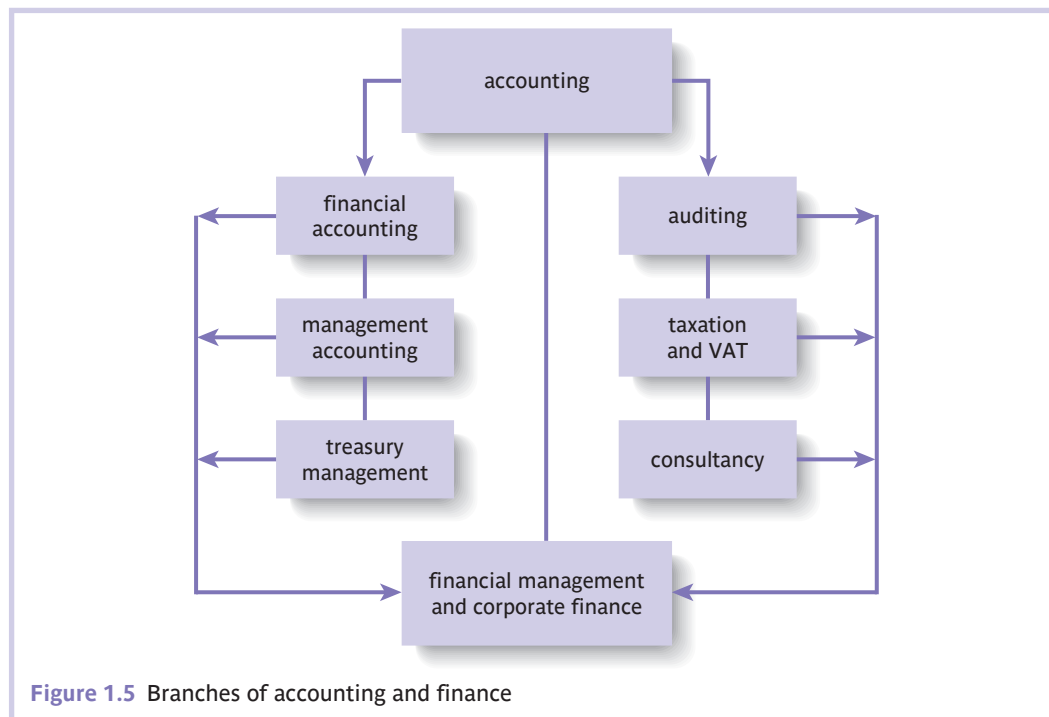 accounting
financial
accounting
auditing
management
accounting
taxation
and VAT
treasury
management
consultancy
financial management
and corporate finance
Figure 1.5 Branches of accounting and finance